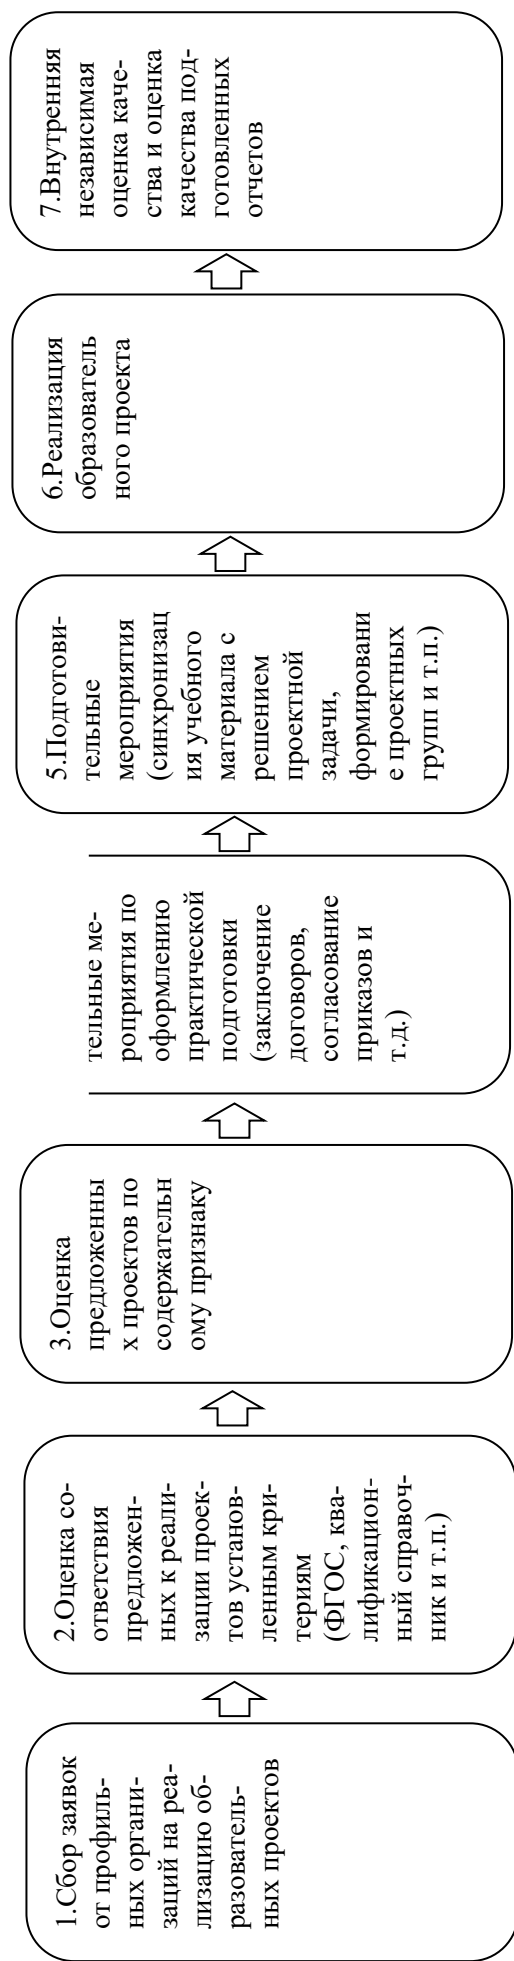 1.Сбор заявок
от профиль-
ных органи-
заций на реа-
лизацию об-
разователь-
ных проектов
2.Оценка со-
ответствия
предложен-
ных к реали-
зации проек-
тов установ-
ленным кри-
териям
(ФГОС, ква-
лификацион-
ный справоч-
ник и т.п.)
3.Оценка
предложенны
х проектов по
содержательн
ому признаку
тельные ме-
роприятия по
оформлению
практической
подготовки
(заключение
договоров,
согласование
приказов и
т.д.)
5.Подготови-
тельные
мероприятия
(синхронизац
ия учебного
материала с
решением
проектной
задачи,
формировани
е проектных
групп и т.п.)
6.Реализация
образователь
ного проекта
7.Внутренняя
независимая
оценка каче-
ства и оценка
качества под-
готовленных
отчетов